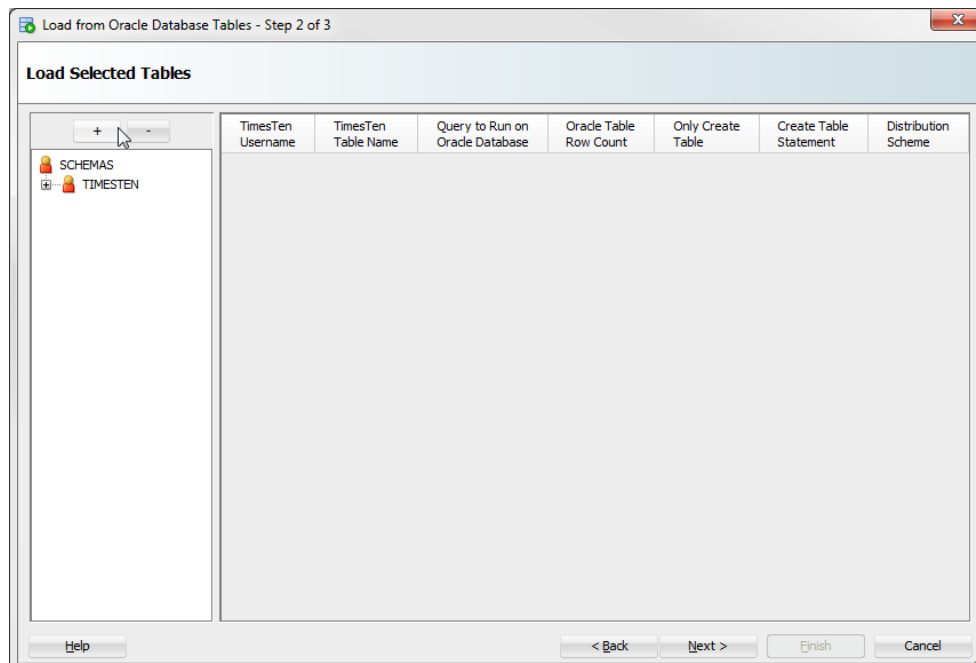 Load from Oracle Database Tables - Step 2 of 3
X
Load Selected Tables
+ -
SCHEMAS
TIMESTEN
TimesTen Username
TimesTen Table Name
Query to Run on Oracle Database
Oracle Table Row Count
Only Create Table
Create Table Statement
Distribution Scheme
Help
< Back
Next >
Finish
Cancel